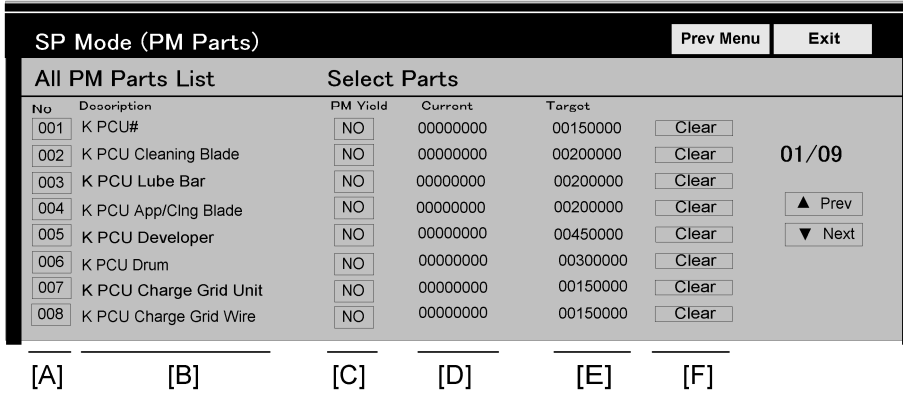 SP Mode (PM Parts) Prev Menu Exit
All PM Parts List Select Parts
No Description PM Yield Current Target
001 K PCU# NO 00000000 00150000 Clear
002 K PCU Cleaning Blade NO 00000000 00200000 Clear 01/09
003 K PCU Lube Bar NO 00000000 00200000 Clear
004 K PCU App/Clng Blade NO 00000000 00200000 Clear ▲ Prev
005 K PCU Developer NO 00000000 00450000 Clear ▼ Next
006 K PCU Drum NO 00000000 00300000 Clear
007 K PCU Charge Grid Unit NO 00000000 00150000 Clear
008 K PCU Charge Grid Wire NO 00000000 00150000 Clear
[A] [B] [C] [D] [E] [F]